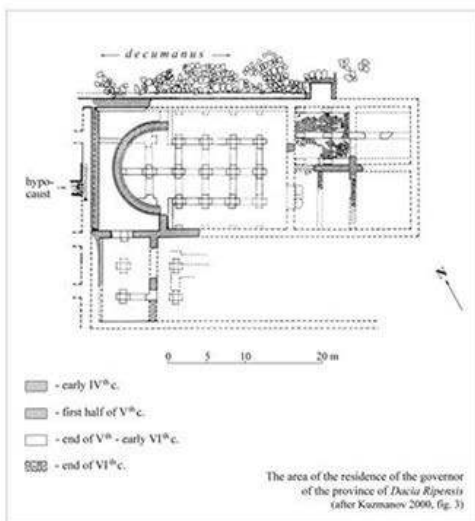 decumanus
hypo-
caust
N
0 5 10 20 m
- early IVᵗʰ c.
- first half of Vᵗʰ c.
- end of Vᵗʰ - early VIᵗʰ c.
- end of VIᵗʰ c.
The area of the residence of the governor
of the province of Dacia Ripensis
(after Kuzmanov 2000, fig. 3)